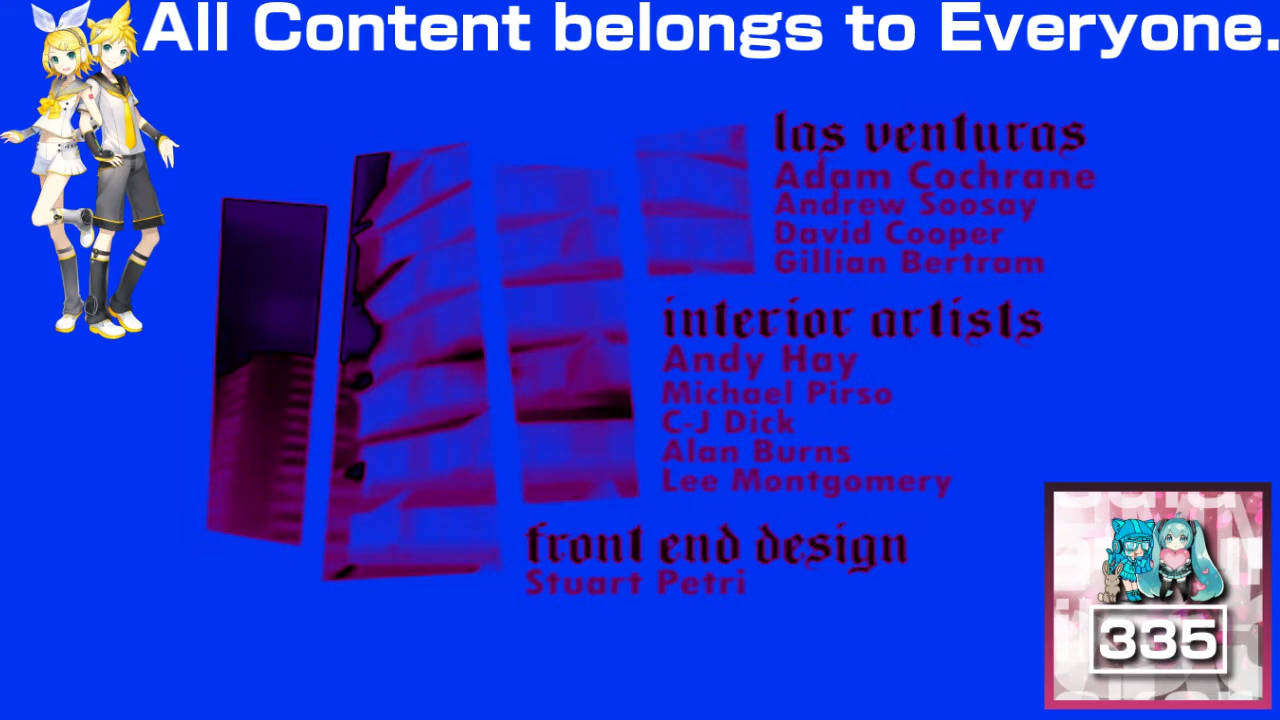 All Content belongs to Everyone.
las venturas
Adam Cochrane
Andrew Soosay
David Cooper
Gillian Bertram
interior artists
Andy Hay
Michael Pirso
C-J Dick
Alan Burns
Lee Montgomery
front end design
Stuart Petri
335